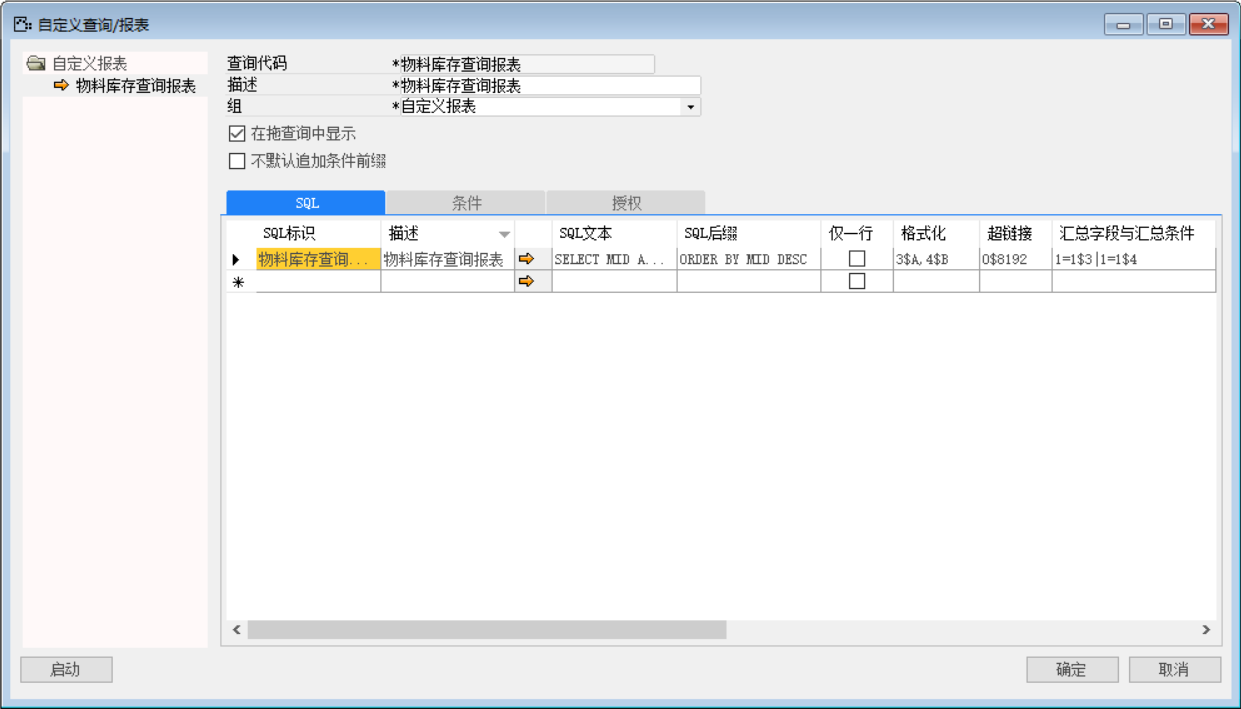 自定义查询/报表
自定义报表
物料库存查询报表
查询代码 *物料库存查询报表
描述 *物料库存查询报表
组 *自定义报表
在拖查询中显示
不默认追加条件前缀
SQL 条件 授权
SQL标识 描述 SQL文本 SQL后缀 仅一行 格式化 超链接 汇总字段与汇总条件
物料库存查询... 物料库存查询报表 SELECT MID A... ORDER BY MID DESC 3$A,4$B 0$8192 1=1$3|1=1$4
*
启动 确定 取消